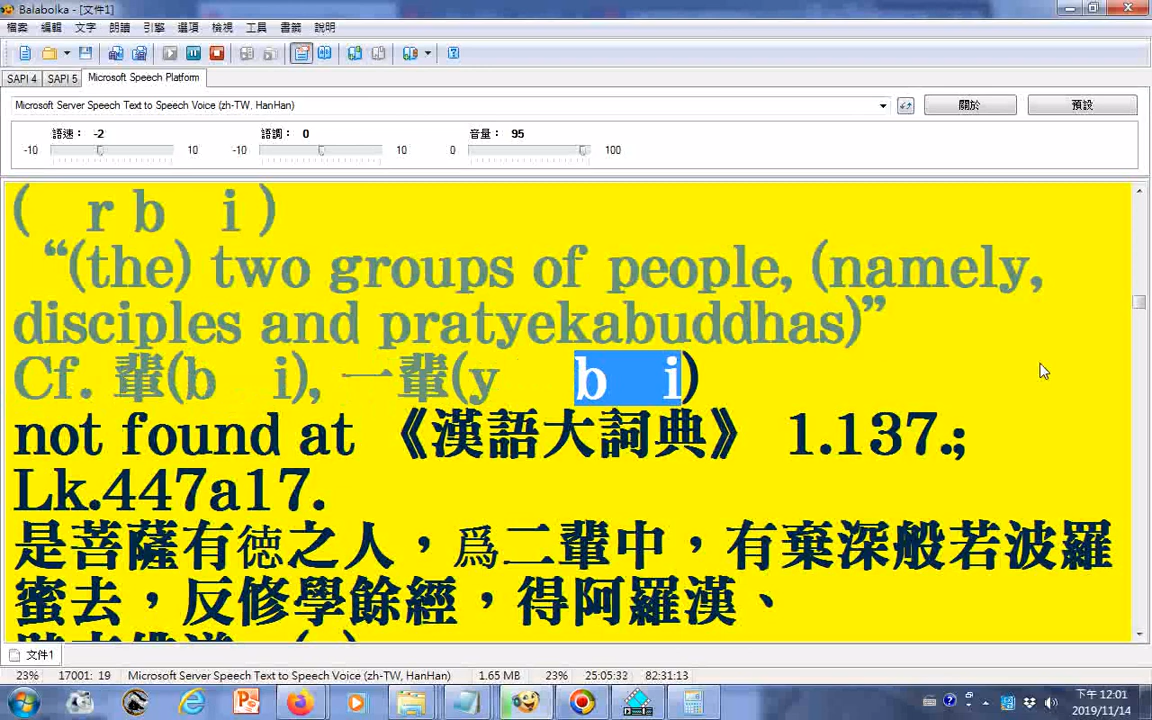 Balabolka - [文件1]
檔案 編輯 文字 朗讀 引擎 選項 檢視 工具 書籤 說明
SAPI 4 SAPI 5 Microsoft Speech Platform
Microsoft Server Speech Text to Speech Voice (zh-TW, HanHan) 關於 預設
語速： -2 語調： 0 音量： 95
-10 10 -10 10 0 100
( r b i )
“(the) two groups of people, (namely,
disciples and pratyekabuddhas)”
Cf. 輩(b i), 一輩(y b i)
not found at 《漢語大詞典》 1.137.;
Lk.447a17.
是菩薩有徳之人，爲二輩中，有棄深般若波羅
蜜去，反修學餘經，得阿羅漢、
文件1
23% 17001: 19 Microsoft Server Speech Text to Speech Voice (zh-TW, HanHan) 1.65 MB 23% 25:05:33 82:31:13
下午 12:01
2019/11/14